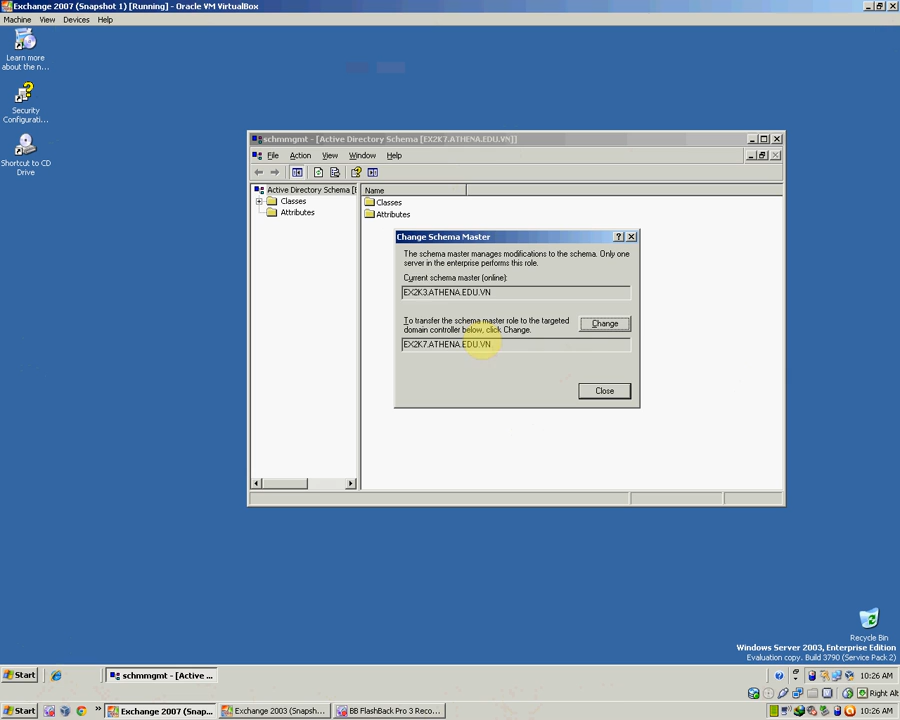 Exchange 2007 (Snapshot 1) [Running] - Oracle VM VirtualBox
Machine View Devices Help
Learn more
about the n...
Security
Configurati...
Shortcut to CD
Drive
schmmgmt - [Active Directory Schema [EX2K7.ATHENA.EDU.VN]]
File Action View Window Help
Active Directory Schema [E
Classes
Attributes
Name
Classes
Attributes
Change Schema Master
The schema master manages modifications to the schema. Only one
server in the enterprise performs this role.
Current schema master (online):
EX2K3.ATHENA.EDU.VN
To transfer the schema master role to the targeted
domain controller below, click Change.
Change
EX2K7.ATHENA.EDU.VN
Close
Recycle Bin
Windows Server 2003, Enterprise Edition
Evaluation copy. Build 3790 (Service Pack 2)
Start schmmgmt - [Active ... 10:26 AM
Right Alt
Start Exchange 2007 (Snap... Exchange 2003 (Snapsh... BB FlashBack Pro 3 Reco... 10:26 AM